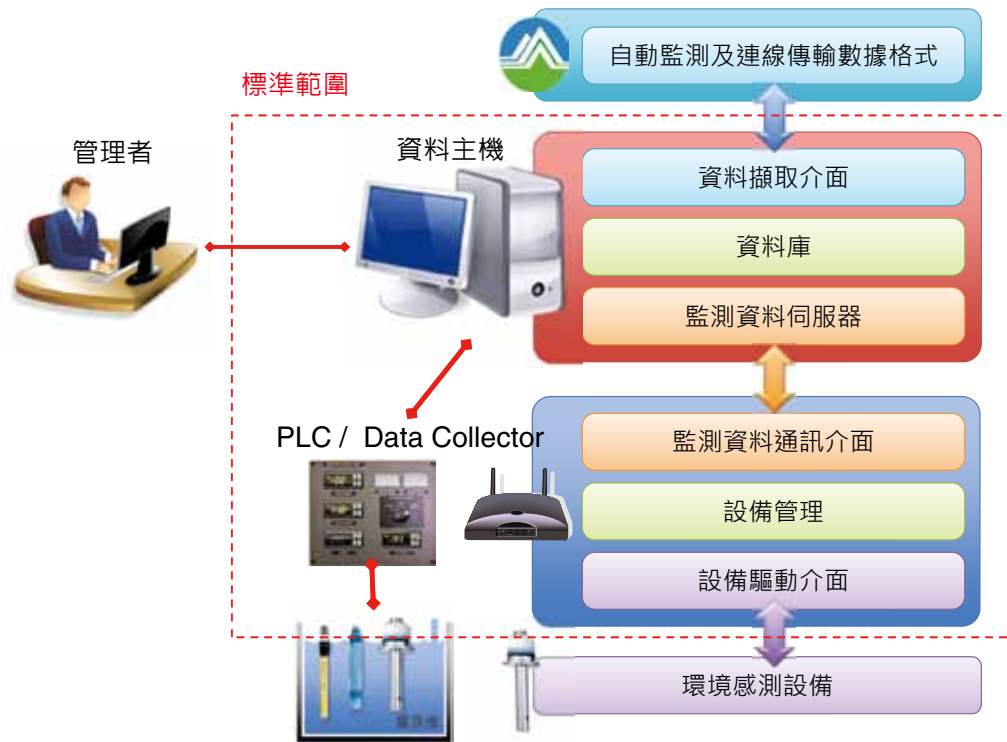 自動監測及連線傳輸數據格式
標準範圍
管理者
資料主機
資料擷取介面
資料庫
監測資料伺服器
PLC / Data Collector
監測資料通訊介面
設備管理
設備驅動介面
環境感測設備